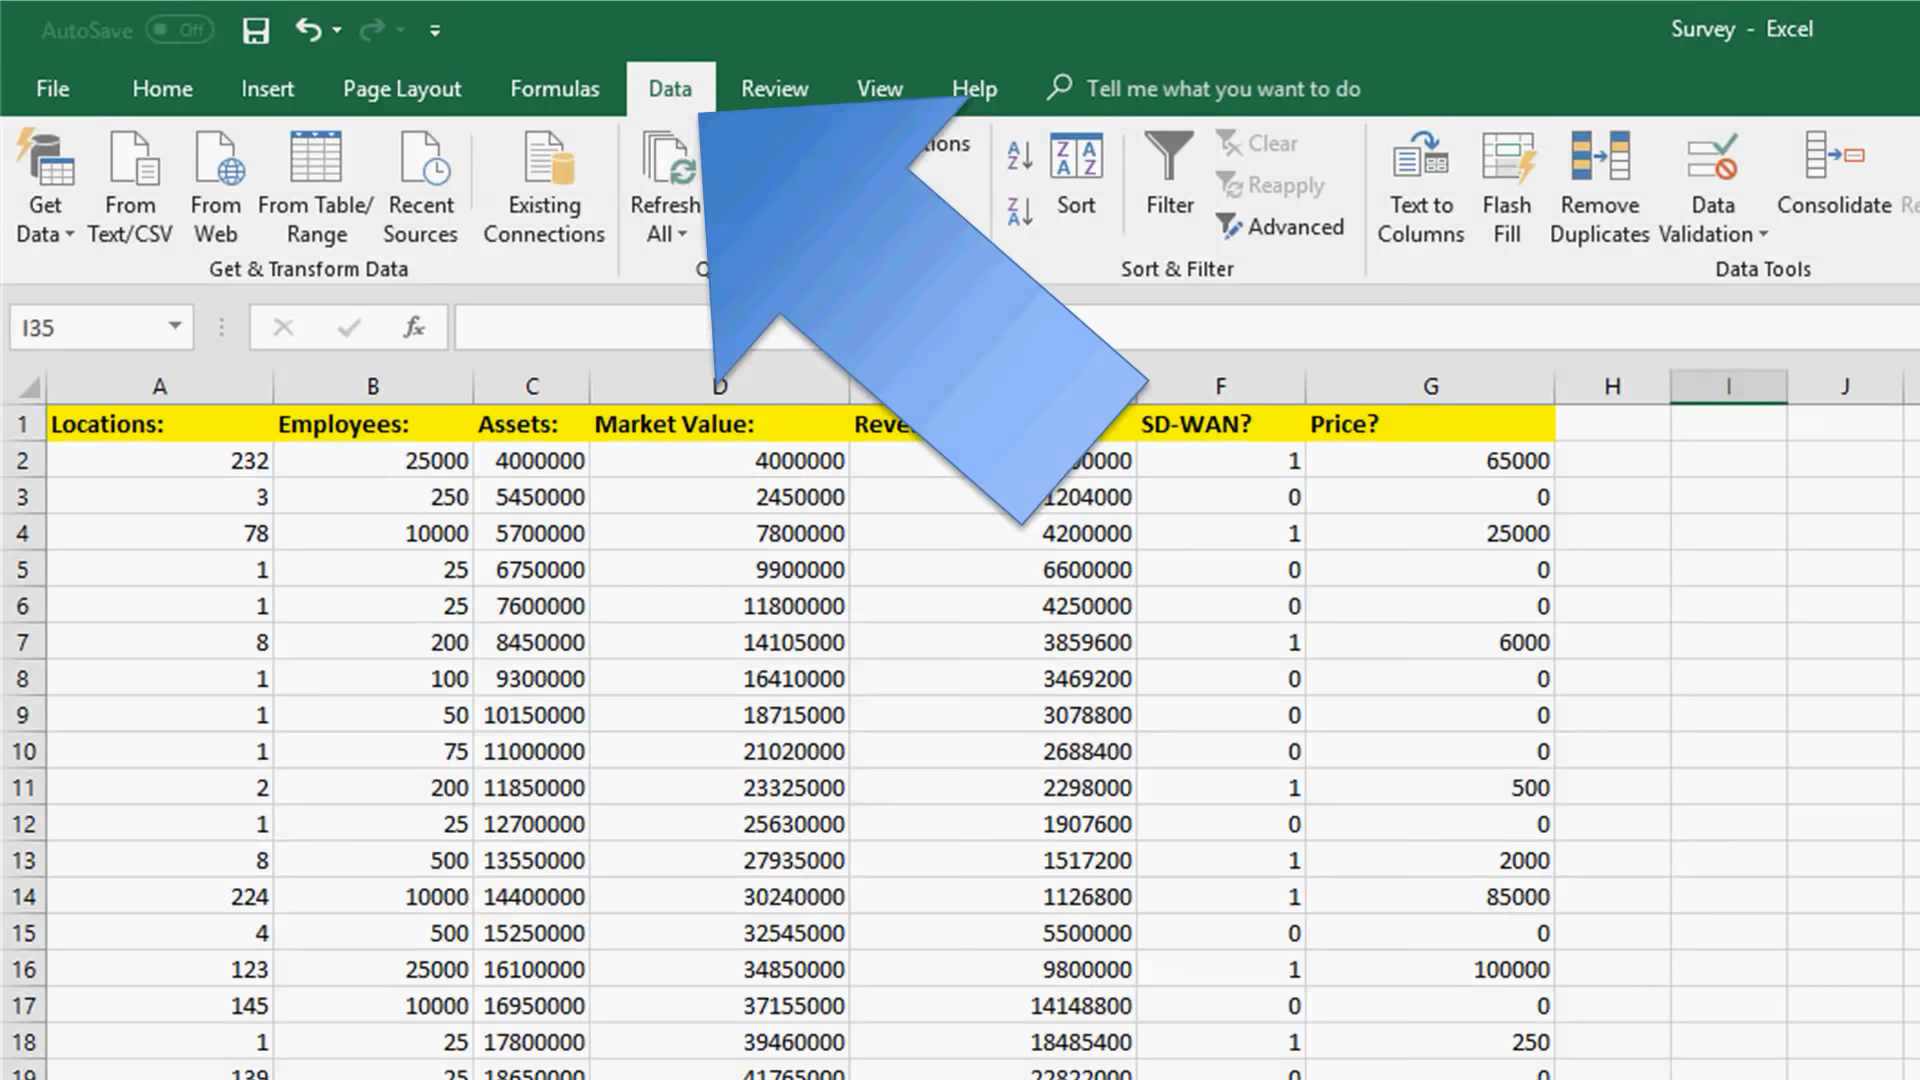 AutoSave Off Survey - Excel
File Home Insert Page Layout Formulas Data Review View Help Tell me what you want to do
Get Data
From Text/CSV
From Web
From Table/ Range
Recent Sources
Existing Connections
Refresh All
Sort
Filter
Clear
Reapply
Advanced
Text to Columns
Flash Fill
Remove Duplicates
Data Validation
Consolidate
Get & Transform Data
Sort & Filter
Data Tools
I35 fx
A B C D F G H I J
1 Locations: Employees: Assets: Market Value: SD-WAN? Price?
2 232 25000 4000000 4000000 1 65000
3 3 250 5450000 2450000 1204000 0 0
4 78 10000 5700000 7800000 4200000 1 25000
5 1 25 6750000 9900000 6600000 0 0
6 1 25 7600000 11800000 4250000 0 0
7 8 200 8450000 14105000 3859600 1 6000
8 1 100 9300000 16410000 3469200 0 0
9 1 50 10150000 18715000 3078800 0 0
10 1 75 11000000 21020000 2688400 0 0
11 2 200 11850000 23325000 2298000 1 500
12 1 25 12700000 25630000 1907600 0 0
13 8 500 13550000 27935000 1517200 1 2000
14 224 10000 14400000 30240000 1126800 1 85000
15 4 500 15250000 32545000 5500000 0 0
16 123 25000 16100000 34850000 9800000 1 100000
17 145 10000 16950000 37155000 14148800 0 0
18 1 25 17800000 39460000 18485400 1 250
19 139 25 18650000 41765000 22822000 0 0